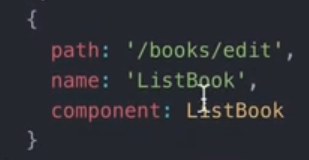 {
path: '/books/edit',
name: 'ListBook',
component: ListBook
}